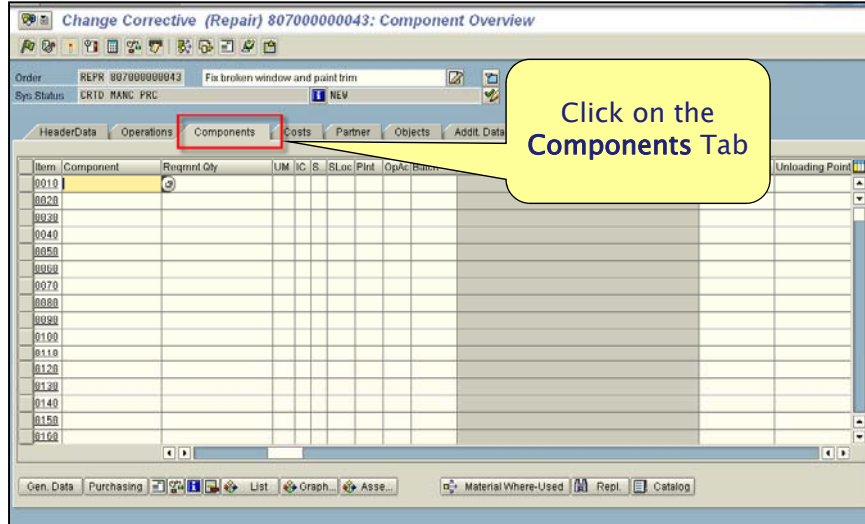 Change Corrective (Repair) 807000000043: Component Overview
Order REPR 807000000043 Fix broken window and paint trim
Sys.Status CRTD MANC PRC NEW
Click on the
Components Tab
HeaderData Operations Components Costs Partner Objects Addit. Data
Item Component Reqmnt Qty UM IC S.. SLoc Plnt OpAc Batch Unloading Point
0010
0020
0030
0040
0050
0060
0070
0080
0090
0100
0110
0120
0130
0140
0150
0160
Gen. Data Purchasing List Graph... Asse... Material Where-Used Repl. Catalog